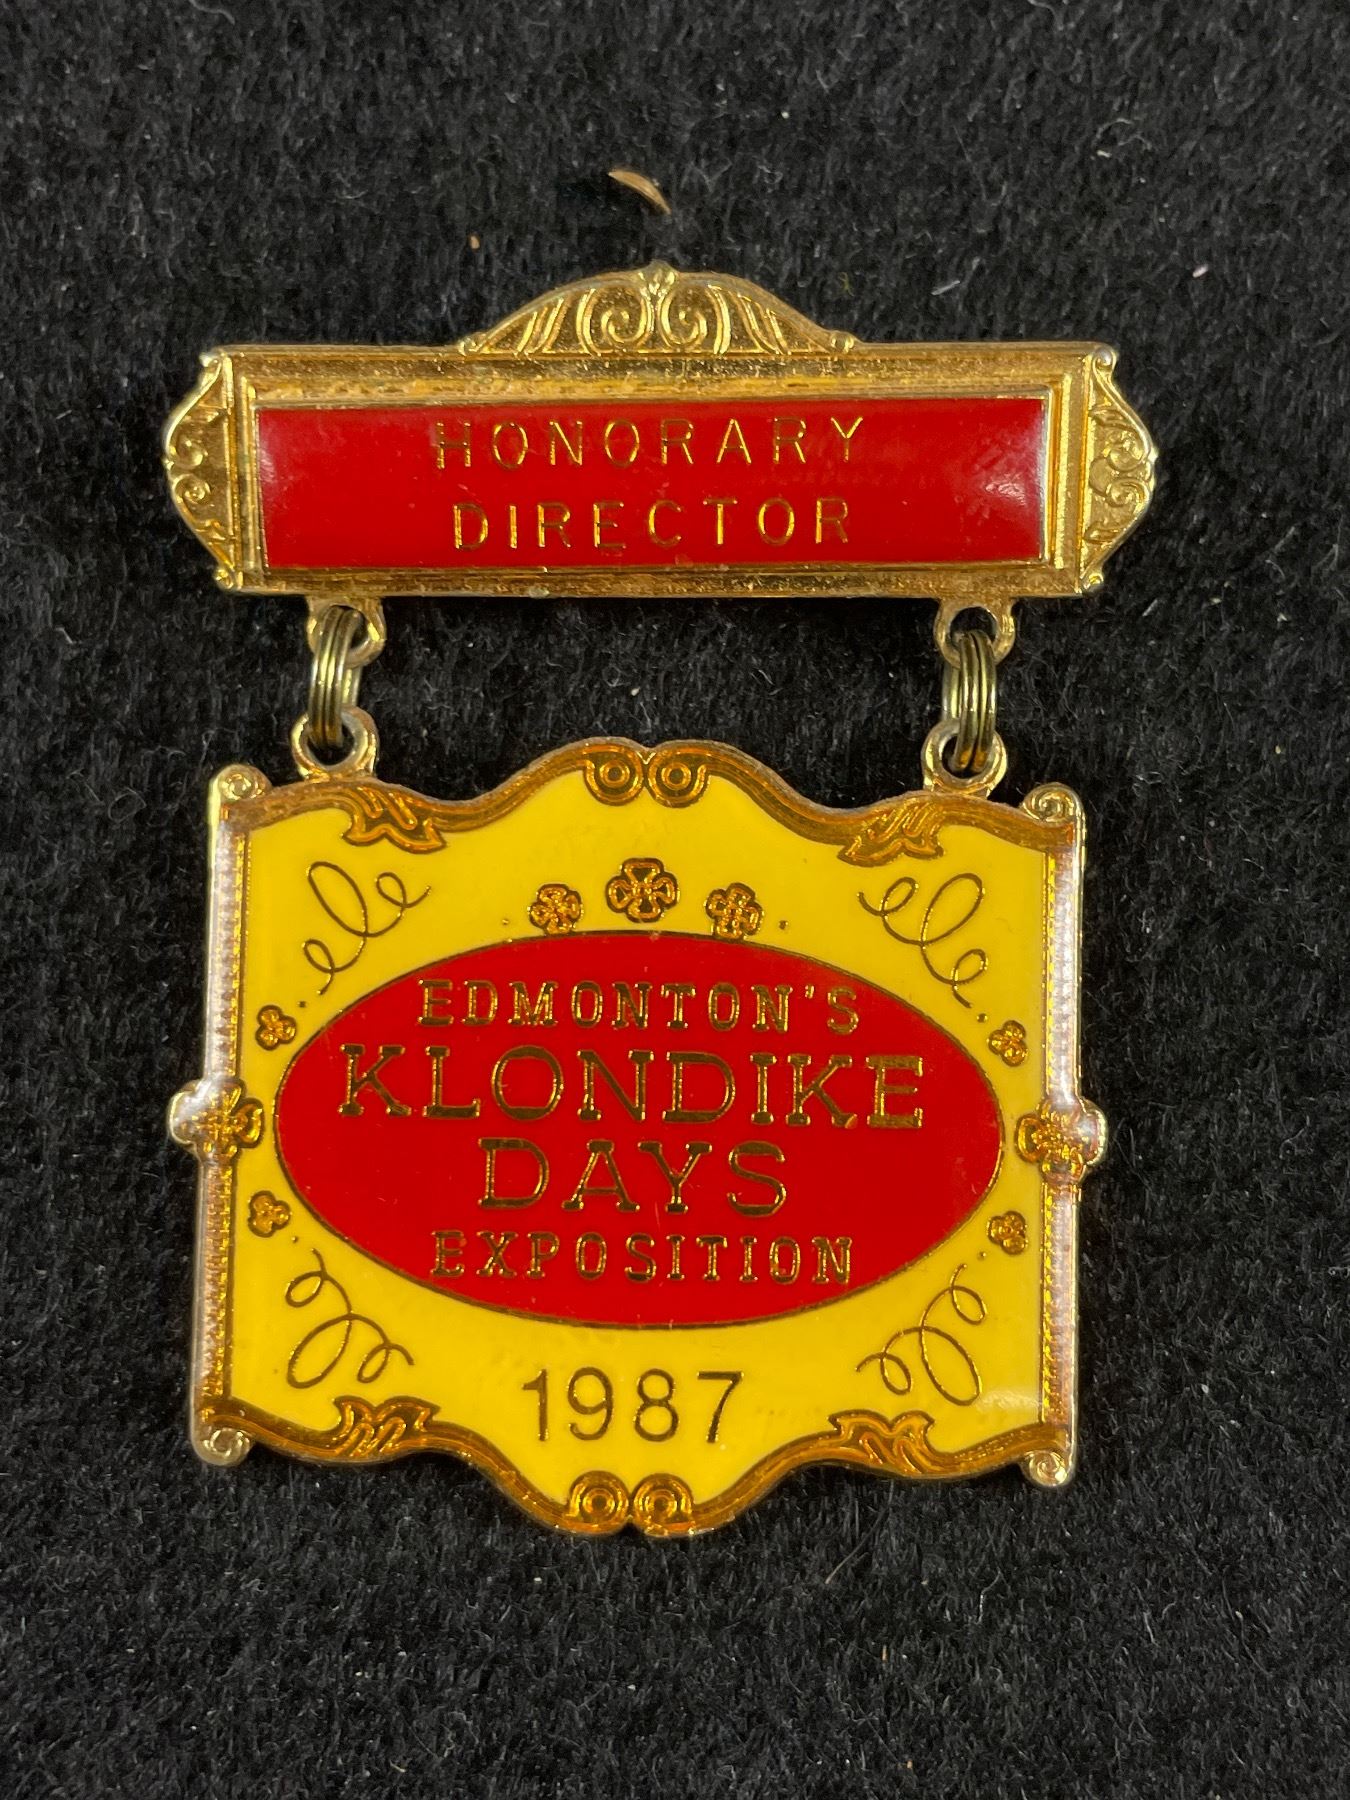 HONORARY
DIRECTOR
EDMONTON'S
KLONDIKE
DAYS
EXPOSITION
1987